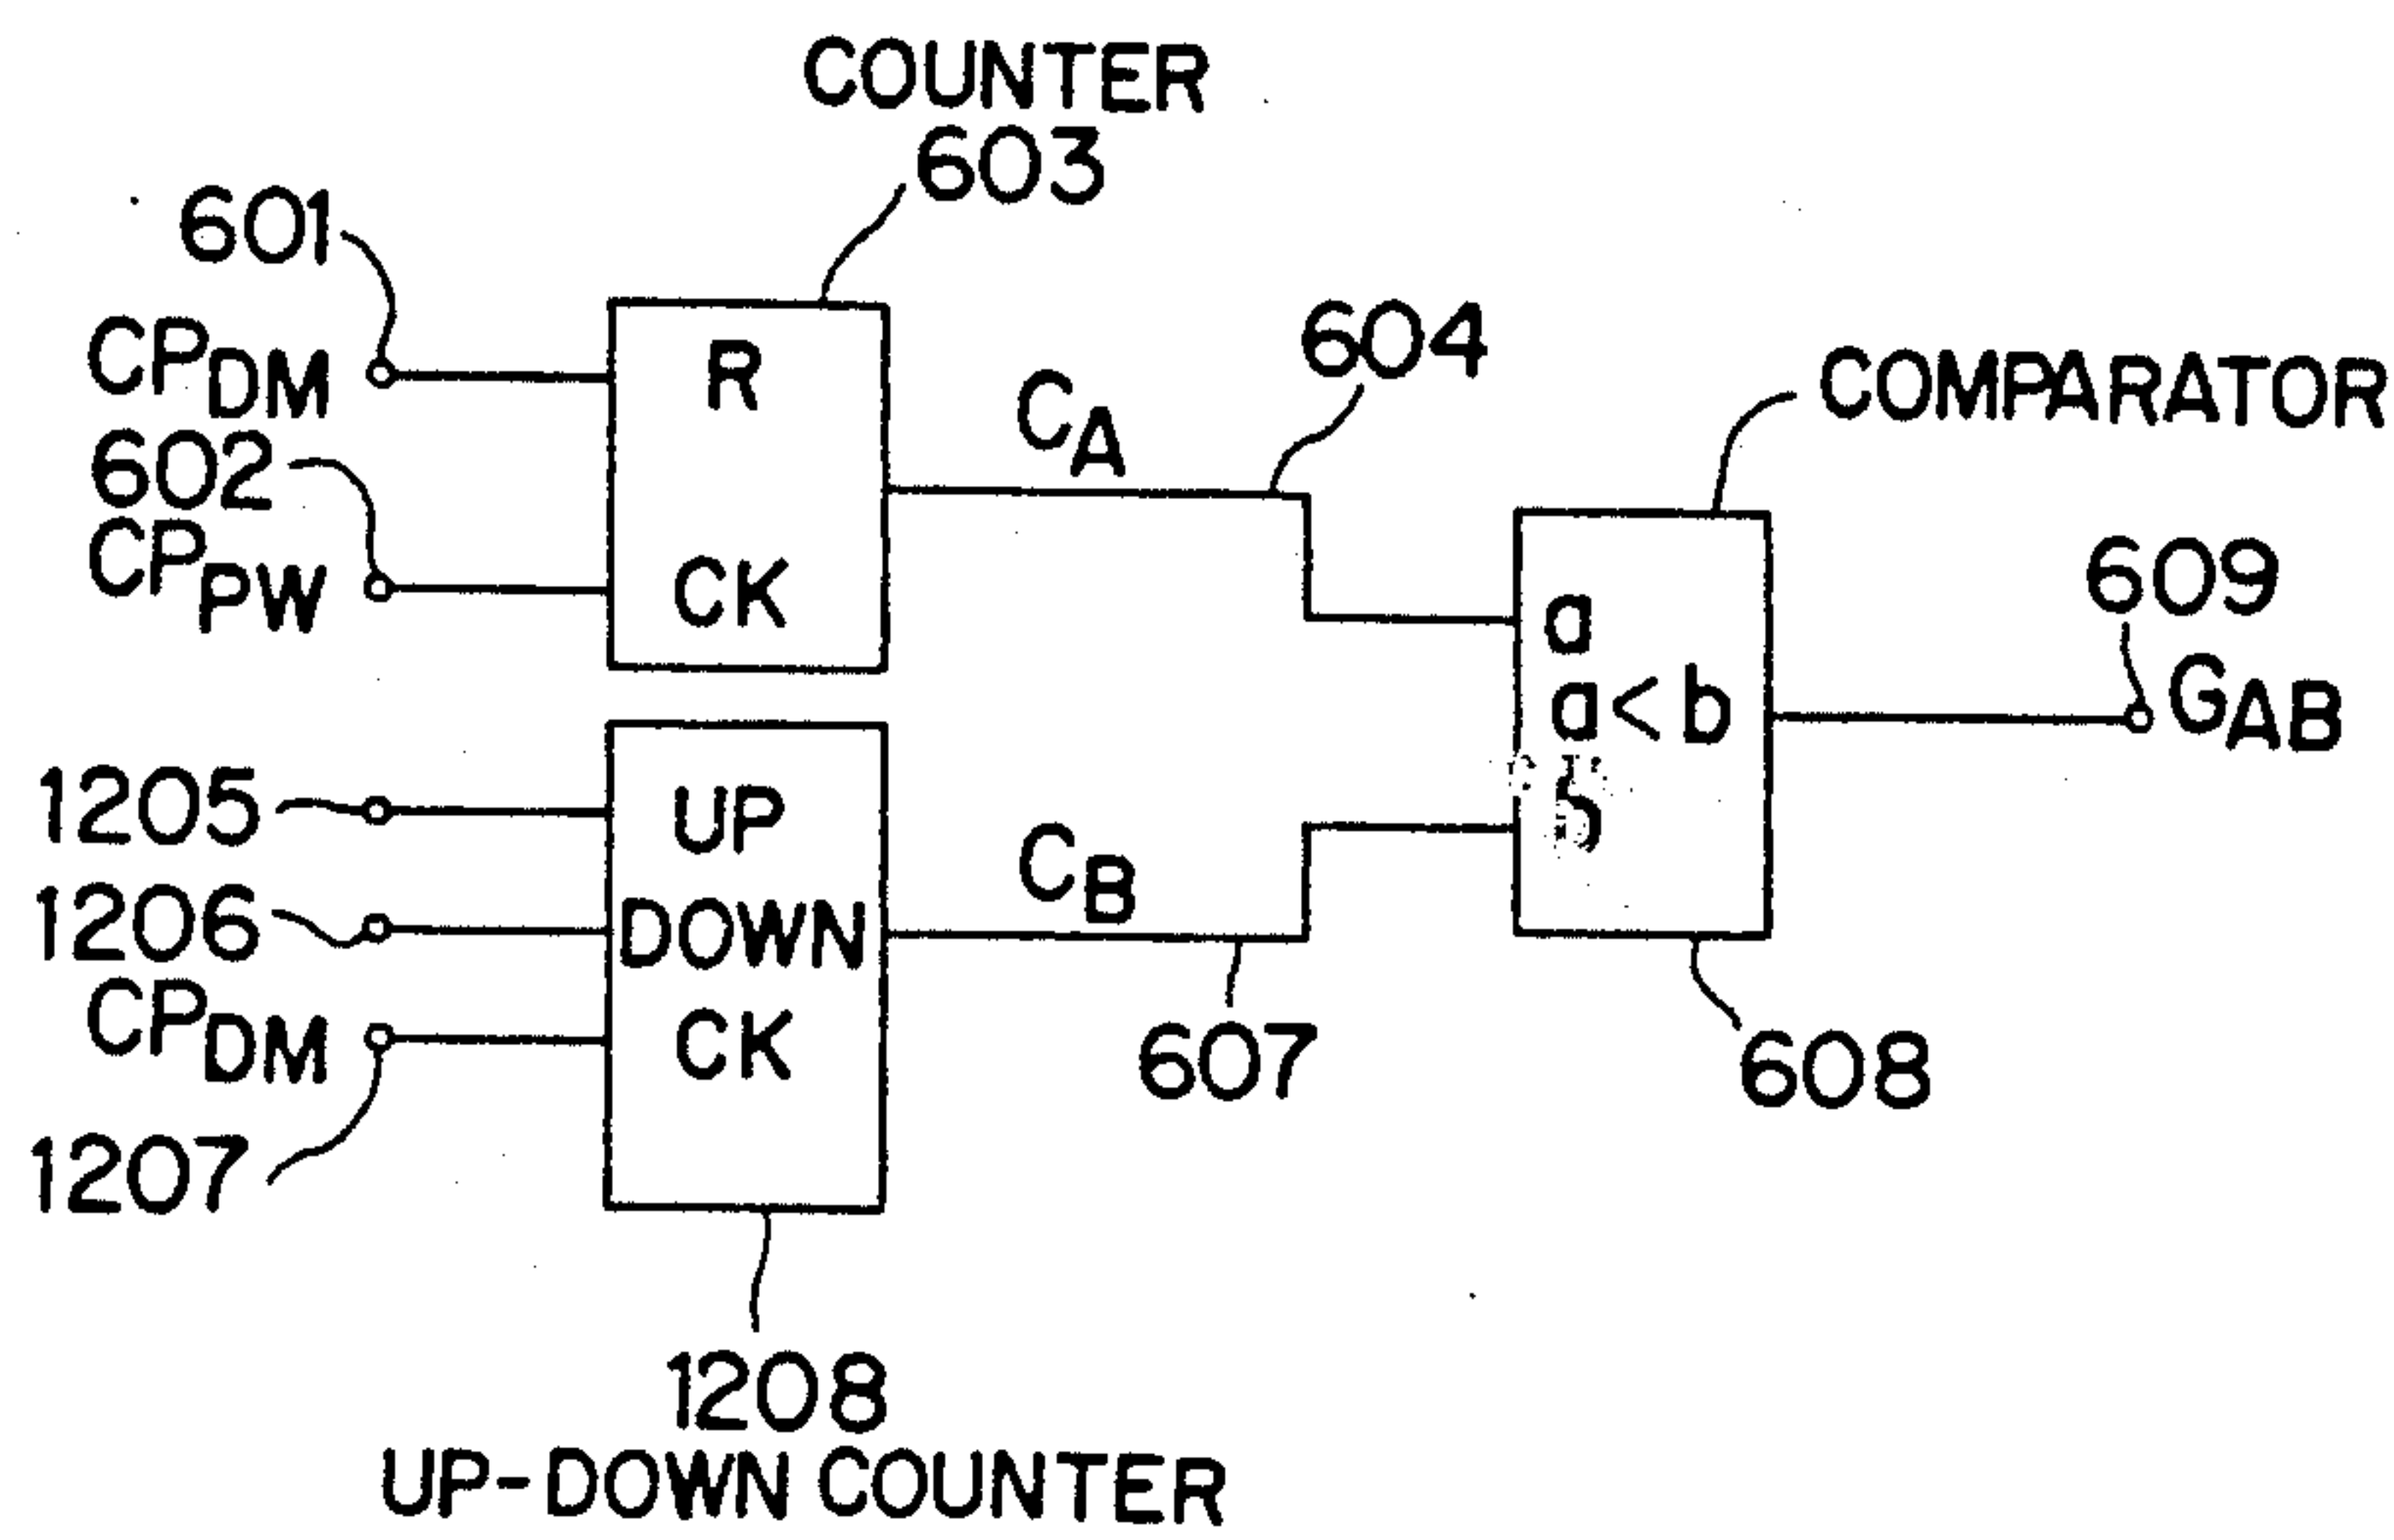 COUNTER
603
601
CPDM
R
602
CPPW
CK
CA
604
COMPARATOR
a
a<b
609
GAB
1205
UP
1206
DOWN
CPDM
CK
1207
CB
607
608
1208
UP-DOWN COUNTER